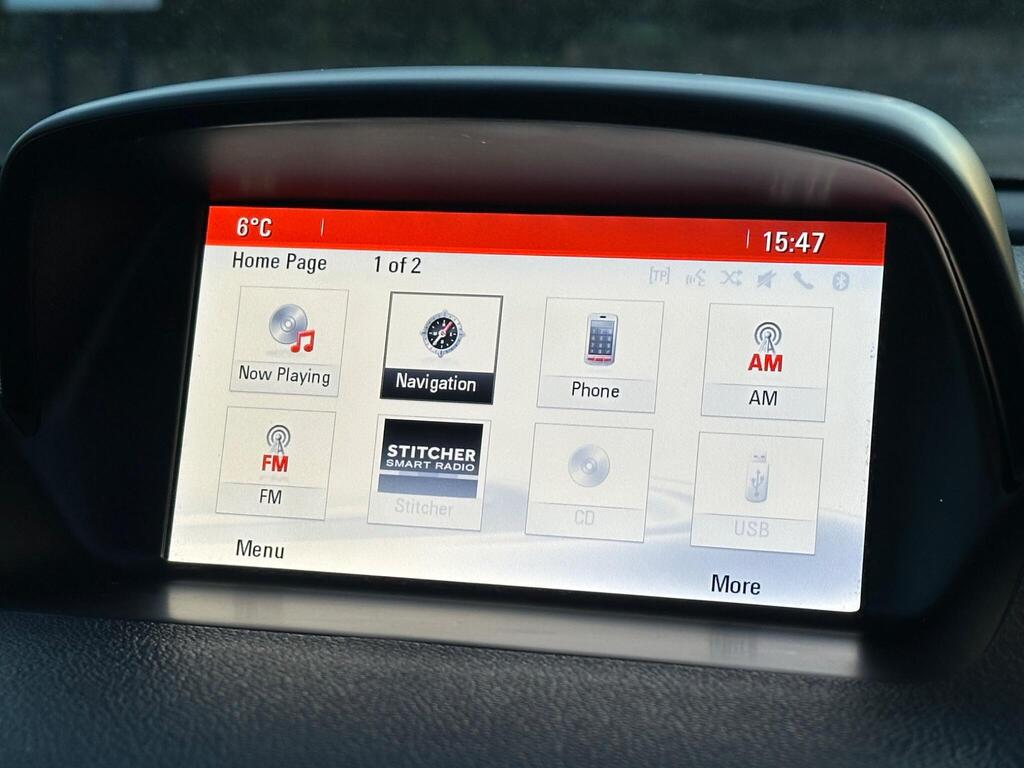 6°C 15:47
Home Page 1 of 2
[TP]
Now Playing
Navigation
Phone
AM
AM
FM
FM
STITCHER
SMART RADIO
Stitcher
CD
USB
Menu
More